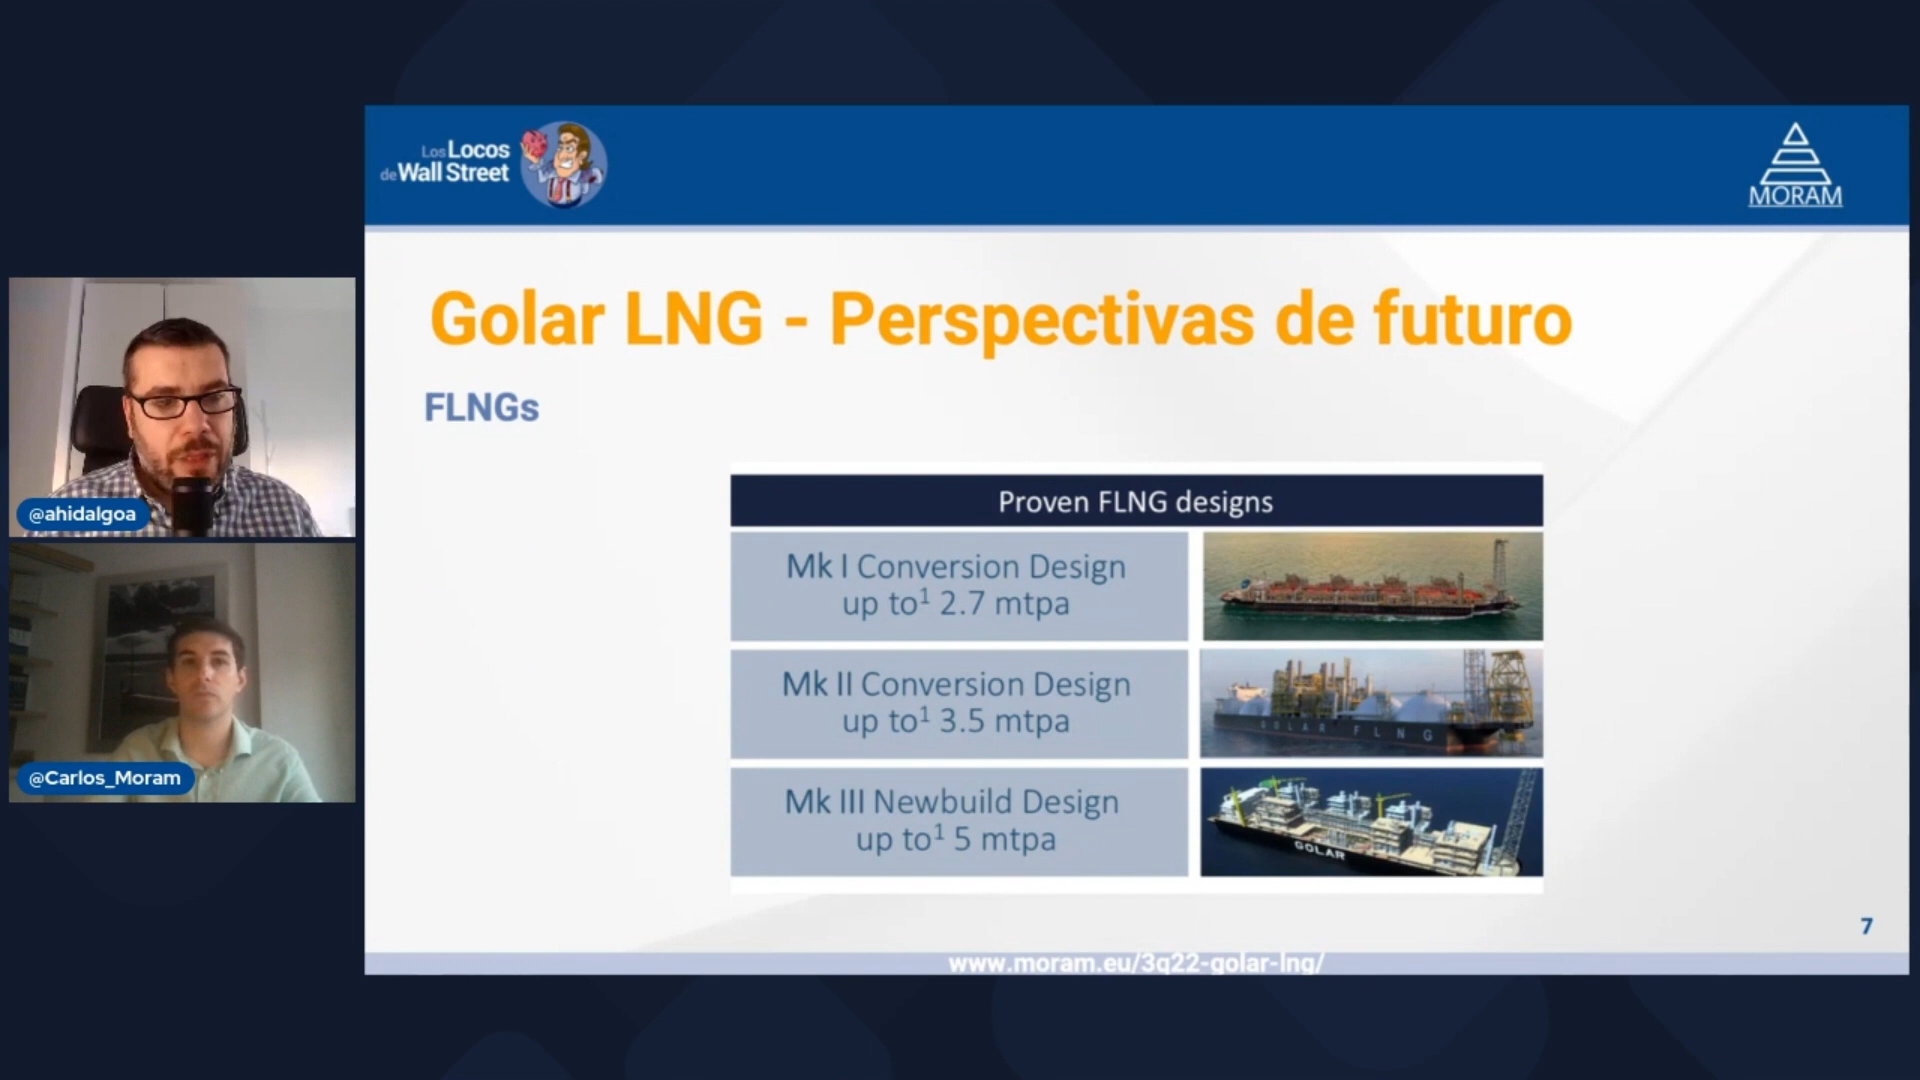 Los Locos
de Wall Street
MORAM
Golar LNG - Perspectivas de futuro
FLNGs
Proven FLNG designs
Mk I Conversion Design
up to¹ 2.7 mtpa
Mk II Conversion Design
up to¹ 3.5 mtpa
GOLAR FLNG
Mk III Newbuild Design
up to¹ 5 mtpa
GOLAR
7
www.moram.eu/3q22-golar-lng/
@ahidalgoa
@Carlos_Moram